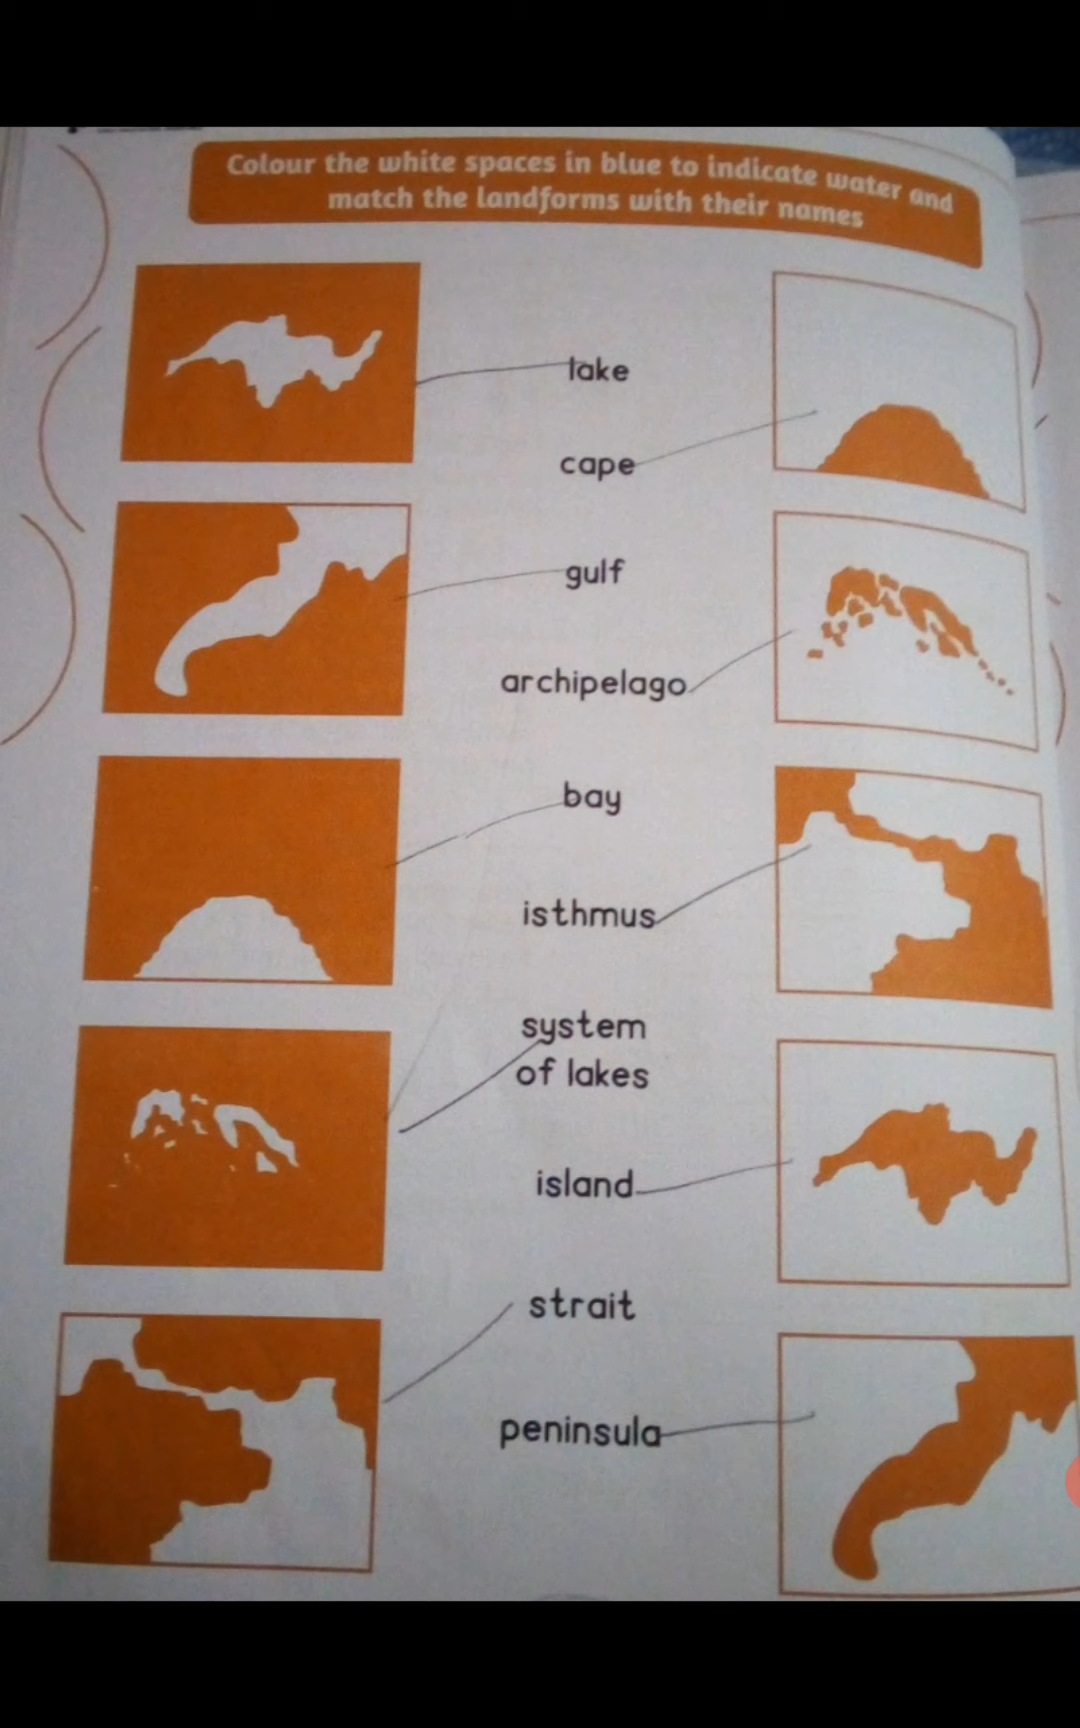 Colour the white spaces in blue to indicate water and
match the landforms with their names
lake
cape
gulf
archipelago
bay
isthmus
system
of lakes
island
strait
peninsula